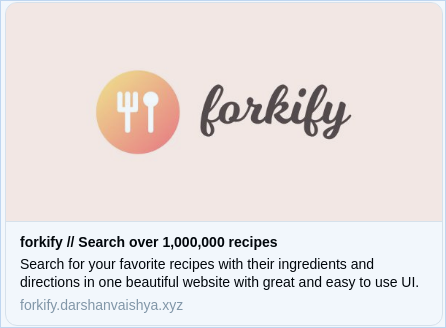 forkify
forkify // Search over 1,000,000 recipes
Search for your favorite recipes with their ingredients and
directions in one beautiful website with great and easy to use UI.
forkify.darshanvaishya.xyz